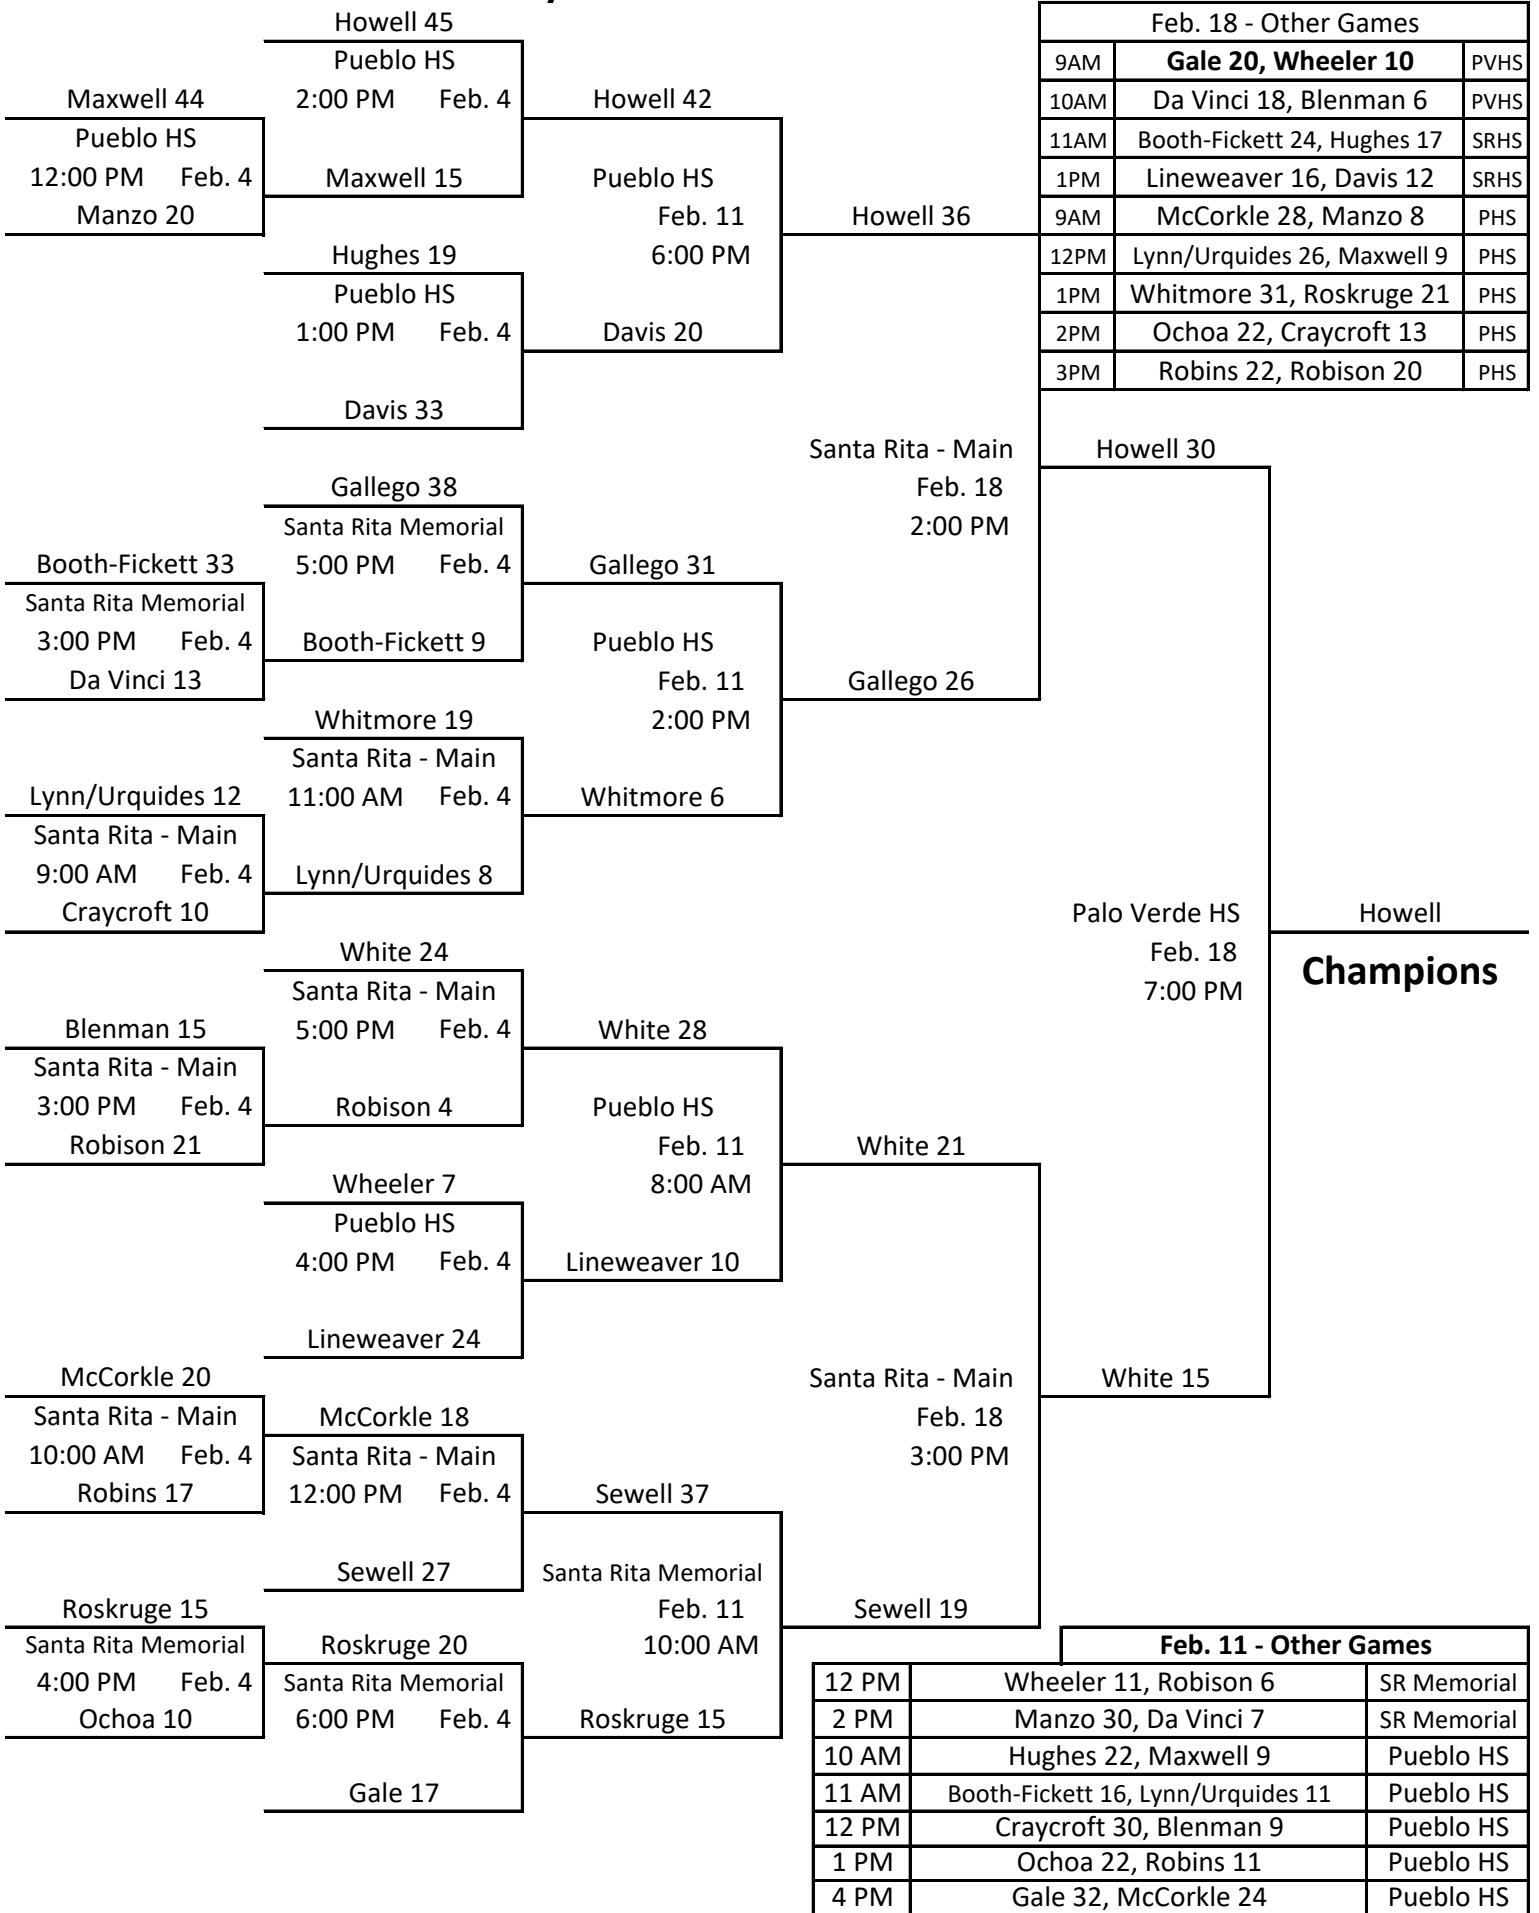 Howell 45
Pueblo HS
2:00 PM Feb. 4
Maxwell 15
Maxwell 44
Pueblo HS
12:00 PM Feb. 4
Manzo 20
Hughes 19
Pueblo HS
1:00 PM Feb. 4
Davis 33
Howell 42
Pueblo HS
Feb. 11
6:00 PM
Davis 20
Howell 36
Feb. 18 - Other Games
9AM Gale 20, Wheeler 10 PVHS
10AM Da Vinci 18, Blenman 6 PVHS
11AM Booth-Fickett 24, Hughes 17 SRHS
1PM Lineweaver 16, Davis 12 SRHS
9AM McCorkle 28, Manzo 8 PHS
12PM Lynn/Urquides 26, Maxwell 9 PHS
1PM Whitmore 31, Roskruge 21 PHS
2PM Ochoa 22, Craycroft 13 PHS
3PM Robins 22, Robison 20 PHS
Gallego 38
Santa Rita Memorial
5:00 PM Feb. 4
Booth-Fickett 9
Booth-Fickett 33
Santa Rita Memorial
3:00 PM Feb. 4
Da Vinci 13
Whitmore 19
Santa Rita - Main
11:00 AM Feb. 4
Lynn/Urquides 8
Lynn/Urquides 12
Santa Rita - Main
9:00 AM Feb. 4
Craycroft 10
Gallego 31
Pueblo HS
Feb. 11
2:00 PM
Whitmore 6
Santa Rita - Main
Feb. 18
2:00 PM
Gallego 26
Howell 30
White 24
Santa Rita - Main
5:00 PM Feb. 4
Robison 4
Blenman 15
Santa Rita - Main
3:00 PM Feb. 4
Robison 21
Wheeler 7
Pueblo HS
4:00 PM Feb. 4
Lineweaver 24
White 28
Pueblo HS
Feb. 11
8:00 AM
Lineweaver 10
White 21
Palo Verde HS
Feb. 18
7:00 PM
Howell
Champions
McCorkle 20
Santa Rita - Main
10:00 AM Feb. 4
Robins 17
McCorkle 18
Santa Rita - Main
12:00 PM Feb. 4
Sewell 27
Roskruge 15
Santa Rita Memorial
4:00 PM Feb. 4
Ochoa 10
Roskruge 20
Santa Rita Memorial
6:00 PM Feb. 4
Gale 17
Sewell 37
Santa Rita Memorial
Feb. 11
10:00 AM
Roskruge 15
Santa Rita - Main
Feb. 18
3:00 PM
Sewell 19
White 15
Feb. 11 - Other Games
12 PM Wheeler 11, Robison 6 SR Memorial
2 PM Manzo 30, Da Vinci 7 SR Memorial
10 AM Hughes 22, Maxwell 9 Pueblo HS
11 AM Booth-Fickett 16, Lynn/Urquides 11 Pueblo HS
12 PM Craycroft 30, Blenman 9 Pueblo HS
1 PM Ochoa 22, Robins 11 Pueblo HS
4 PM Gale 32, McCorkle 24 Pueblo HS